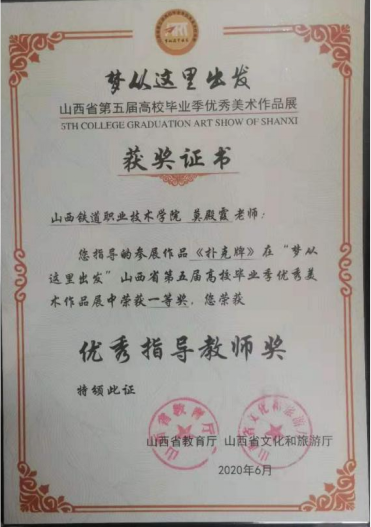 梦从这里出发
山西省第五届高校毕业季优秀美术作品展
5TH COLLEGE GRADUATION ART SHOW OF SHANXI
获奖证书
山西铁道职业技术学院 莫殿霞老师：
您指导的参展作品《扑克牌》在“梦从
这里出发”山西省第五届高校毕业季优秀美
术作品展中荣获一等奖，您荣获
优秀指导教师奖
特颁此证
山西省教育厅 山西省文化和旅游厅
2020年6月